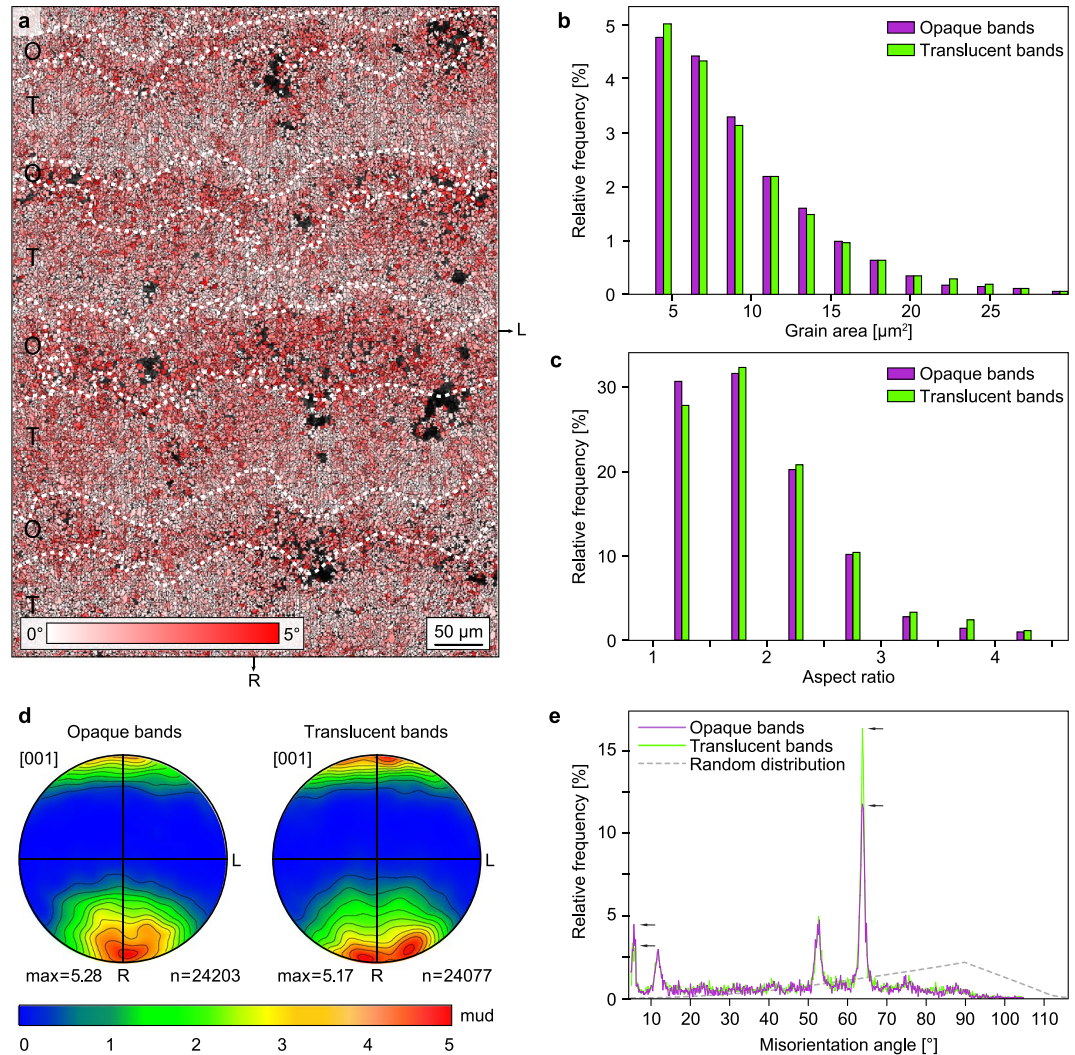 a
O
T
O
T
O
T
O
T
0°
5°
50 µm
L
R
b
Opaque bands
Translucent bands
Relative frequency [%]
5
4
3
2
1
0
5
10
15
20
25
Grain area [µm²]
c
Opaque bands
Translucent bands
Relative frequency [%]
30
20
10
0
1
2
3
4
Aspect ratio
d
Opaque bands
Translucent bands
[001]
[001]
L
L
max=5.28
R
n=24203
max=5.17
R
n=24077
mud
0
1
2
3
4
5
e
Opaque bands
Translucent bands
Random distribution
Relative frequency [%]
15
10
5
0
10
20
30
40
50
60
70
80
90
100
110
Misorientation angle [°]